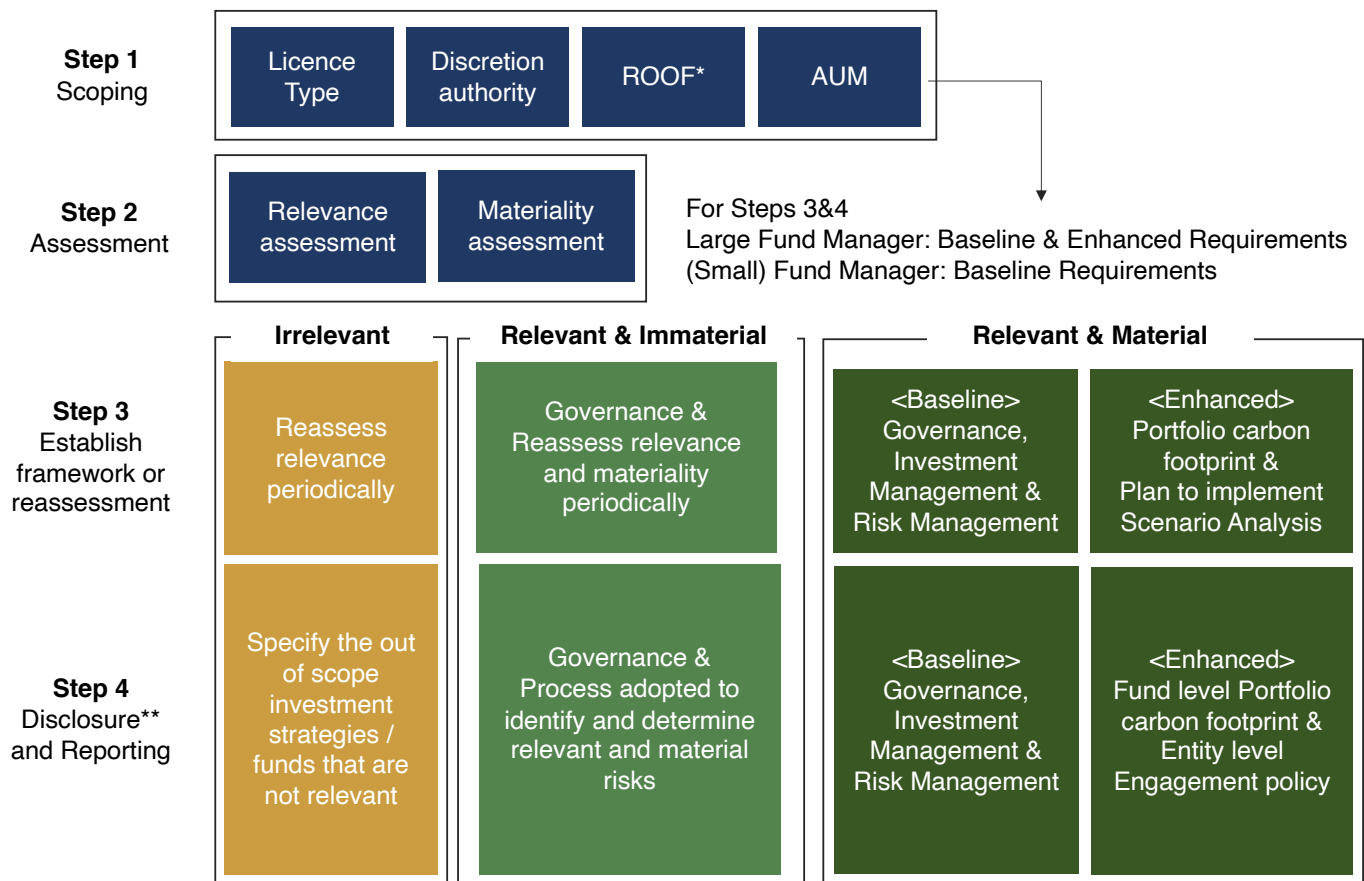 Step 1
Scoping
Licence
Type
Discretion
authority
ROOF*
AUM
Step 2
Assessment
Relevance
assessment
Materiality
assessment
For Steps 3&4
Large Fund Manager: Baseline & Enhanced Requirements
(Small) Fund Manager: Baseline Requirements
Irrelevant
Relevant & Immaterial
Relevant & Material
Step 3
Establish
framework or
reassessment
Reassess
relevance
periodically
Governance &
Reassess relevance
and materiality
periodically
<Baseline>
Governance,
Investment
Management &
Risk Management
<Enhanced>
Portfolio carbon
footprint &
Plan to implement
Scenario Analysis
Step 4
Disclosure**
and Reporting
Specify the out
of scope
investment
strategies /
funds that are
not relevant
Governance &
Process adopted to
identify and determine
relevant and material
risks
<Baseline>
Governance,
Investment
Management &
Risk Management
<Enhanced>
Fund level Portfolio
carbon footprint &
Entity level
Engagement policy